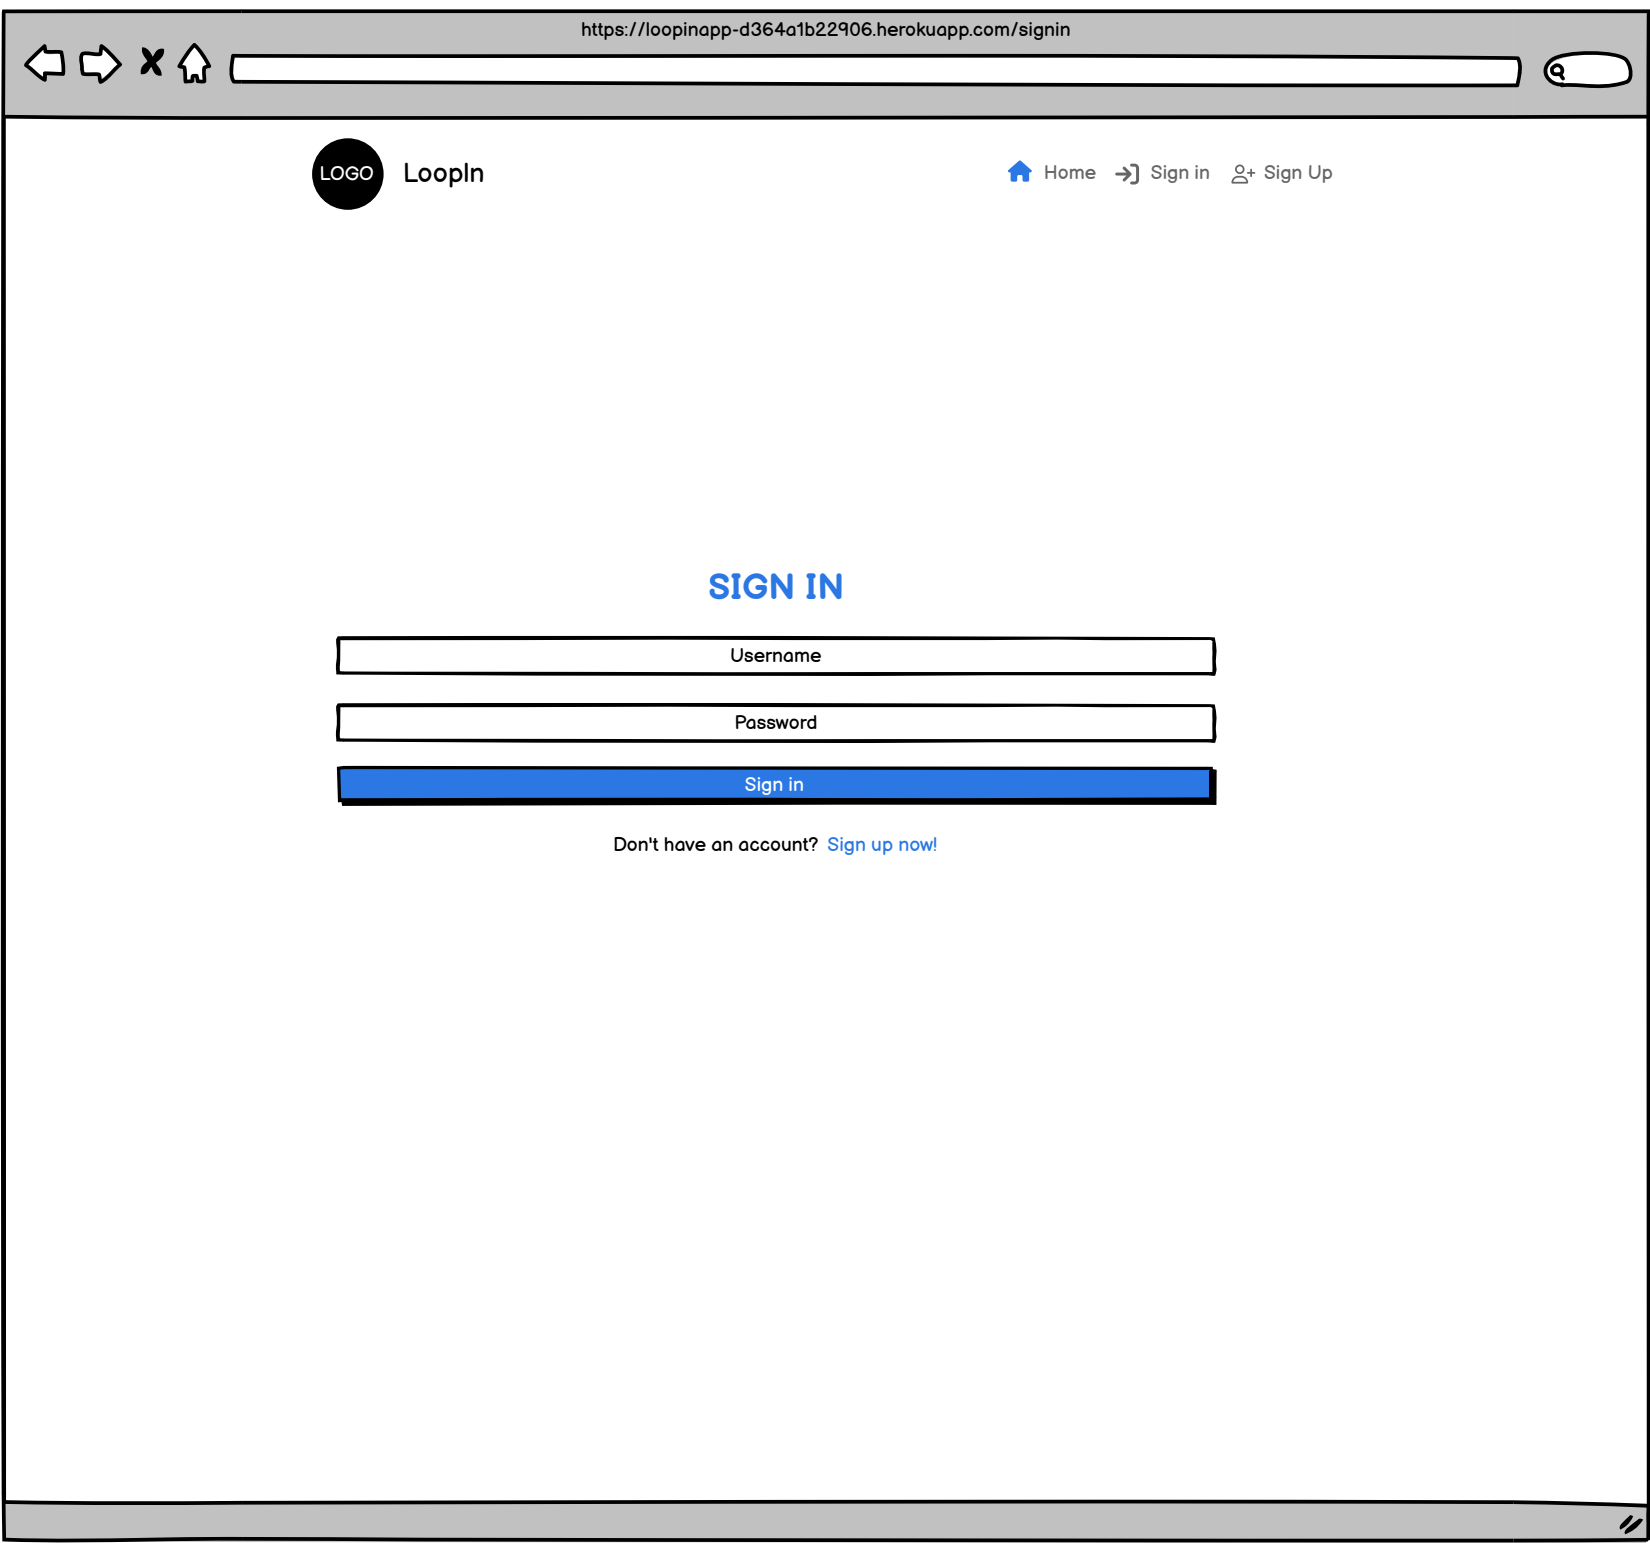 https://loopinapp-d364a1b22906.herokuapp.com/signin
LOGO LoopIn Home Sign in Sign Up
SIGN IN
Username
Password
Sign in
Don't have an account? Sign up now!